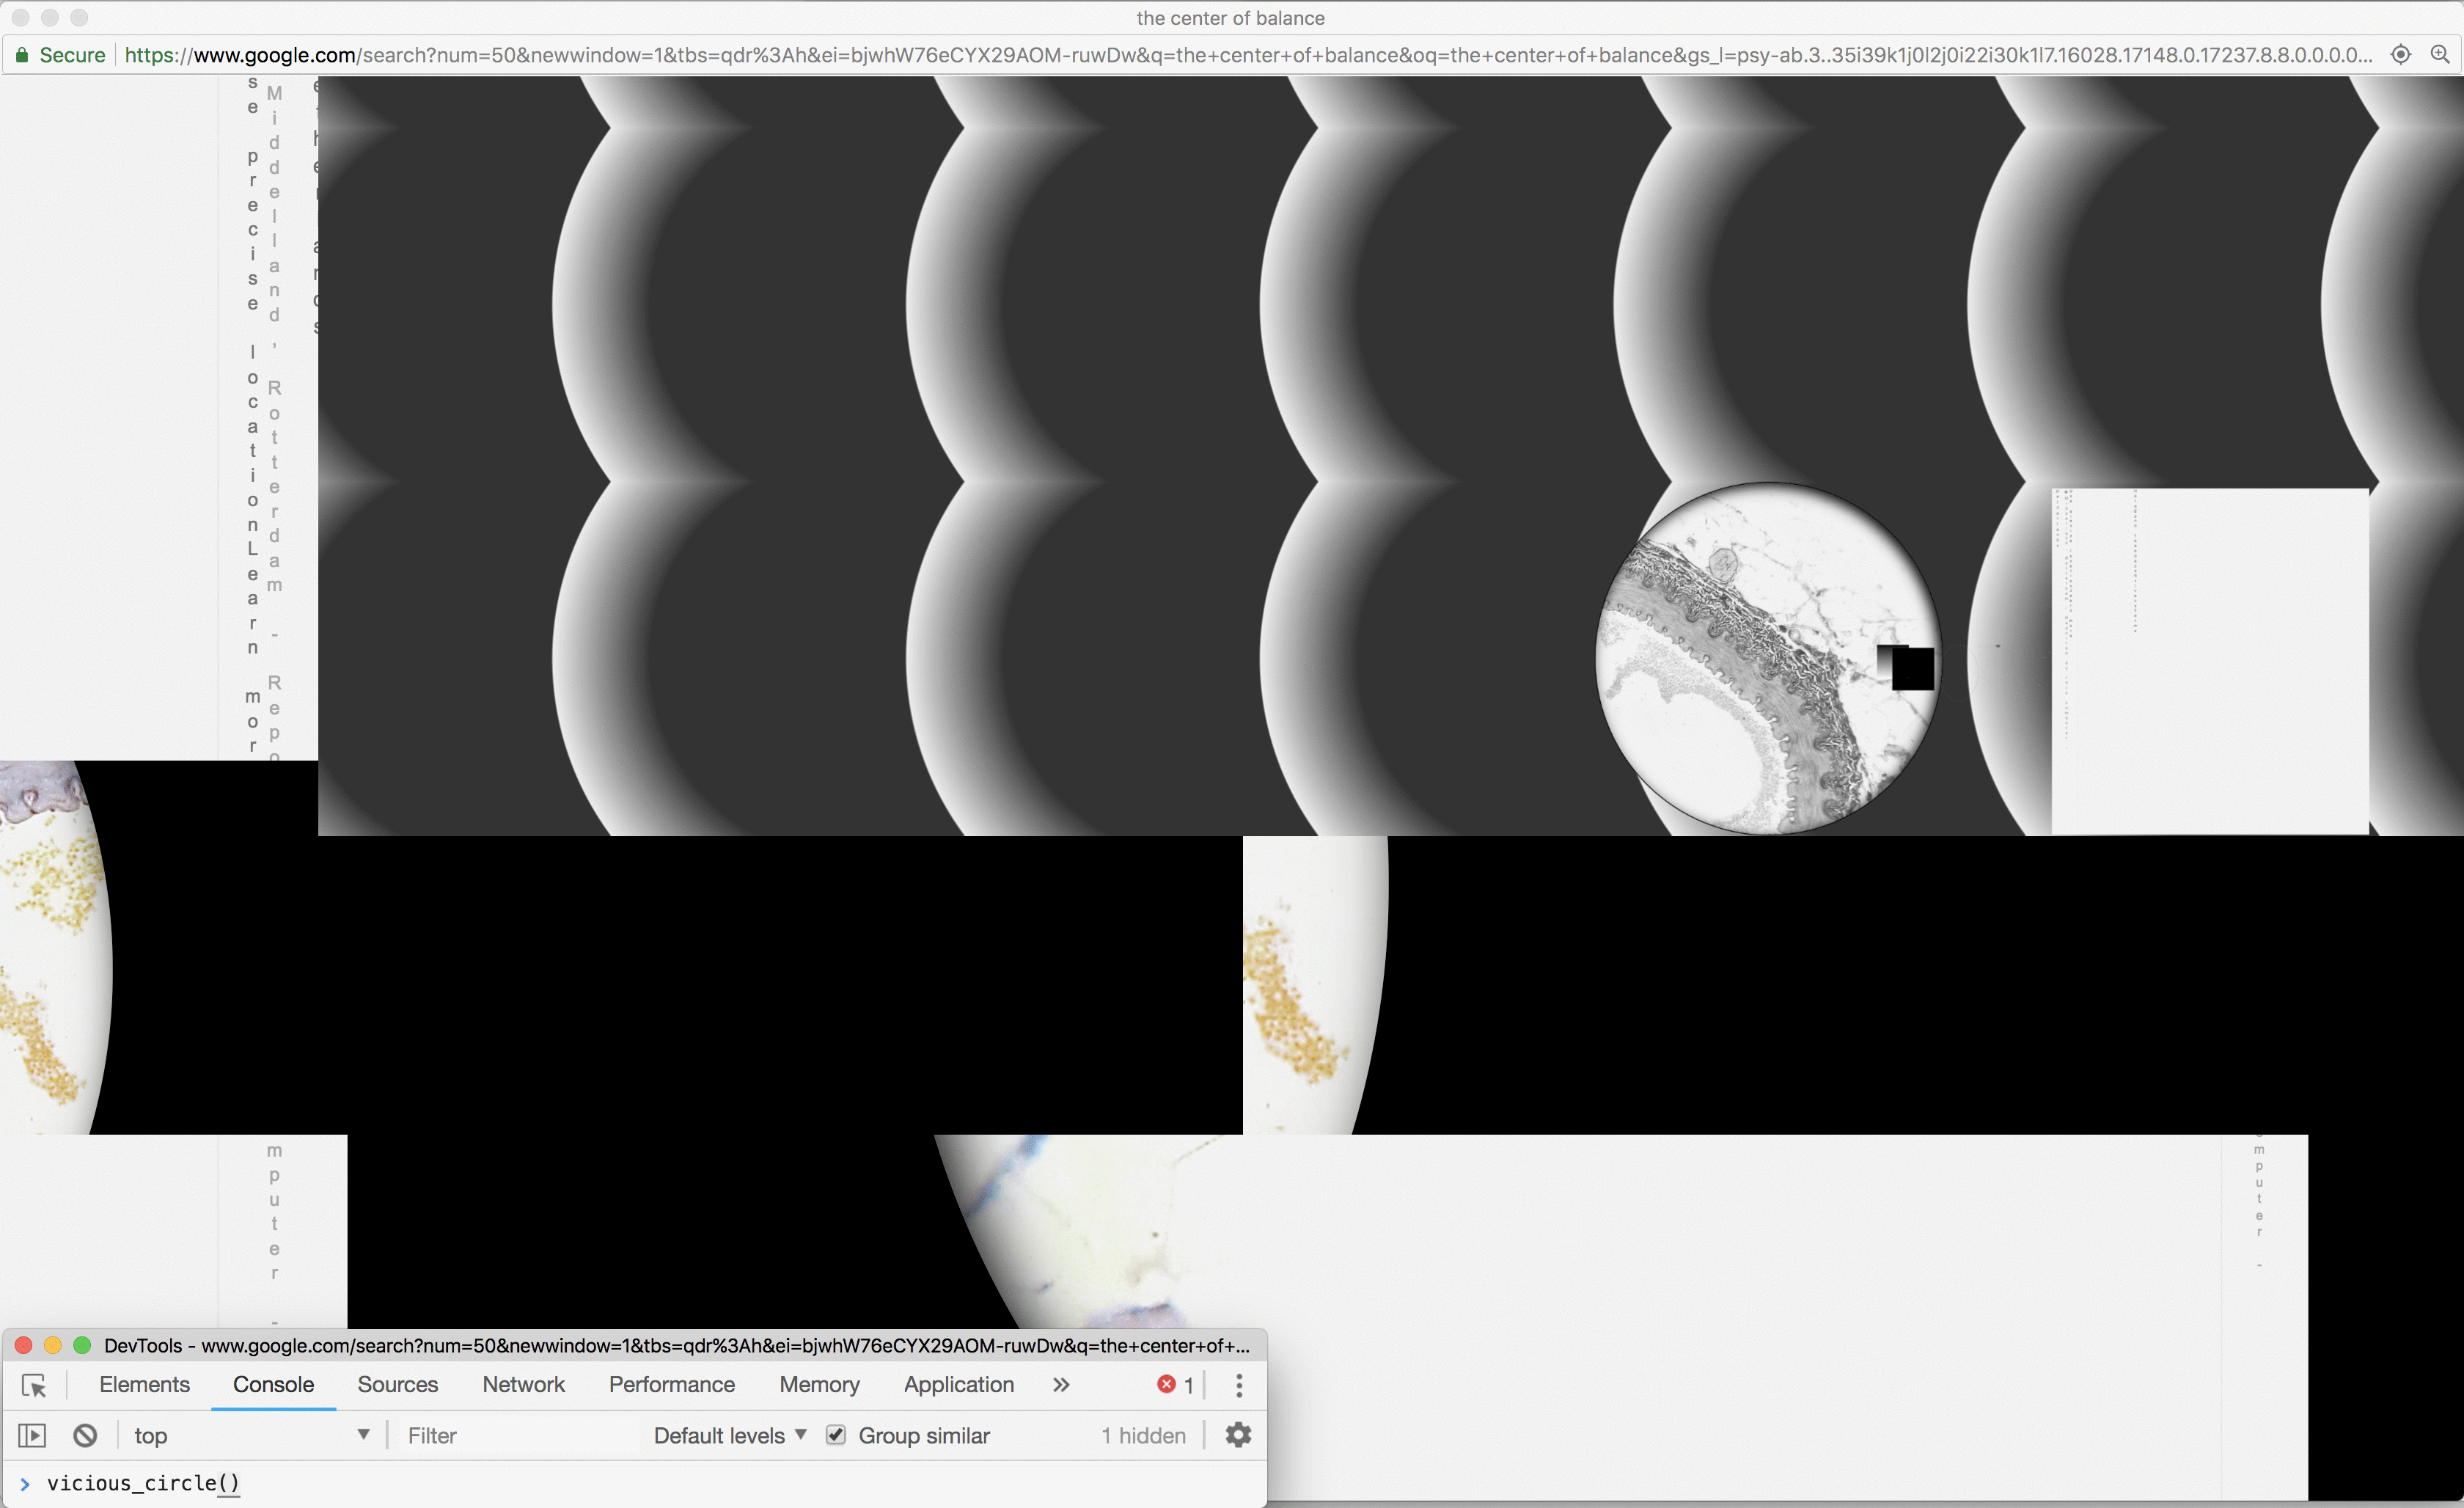 the center of balance
Secure https://www.google.com/search?num=50&newwindow=1&tbs=qdr%3Ah&ei=bjwhW76eCYX29AOM-ruwDw&q=the+center+of+balance&oq=the+center+of+balance&gs_l=psy-ab.3..35i39k1j0l2j0i22i30k1l7.16028.17148.0.17237.8.8.0.0.0.0...
se precise locationLearn mor
Middelland, Rotterdam - Repo
mputer -
mputer -
DevTools - www.google.com/search?num=50&newwindow=1&tbs=qdr%3Ah&ei=bjwhW76eCYX29AOM-ruwDw&q=the+center+of+...
Elements Console Sources Network Performance Memory Application » 1
top Filter Default levels Group similar 1 hidden
> vicious_circle()